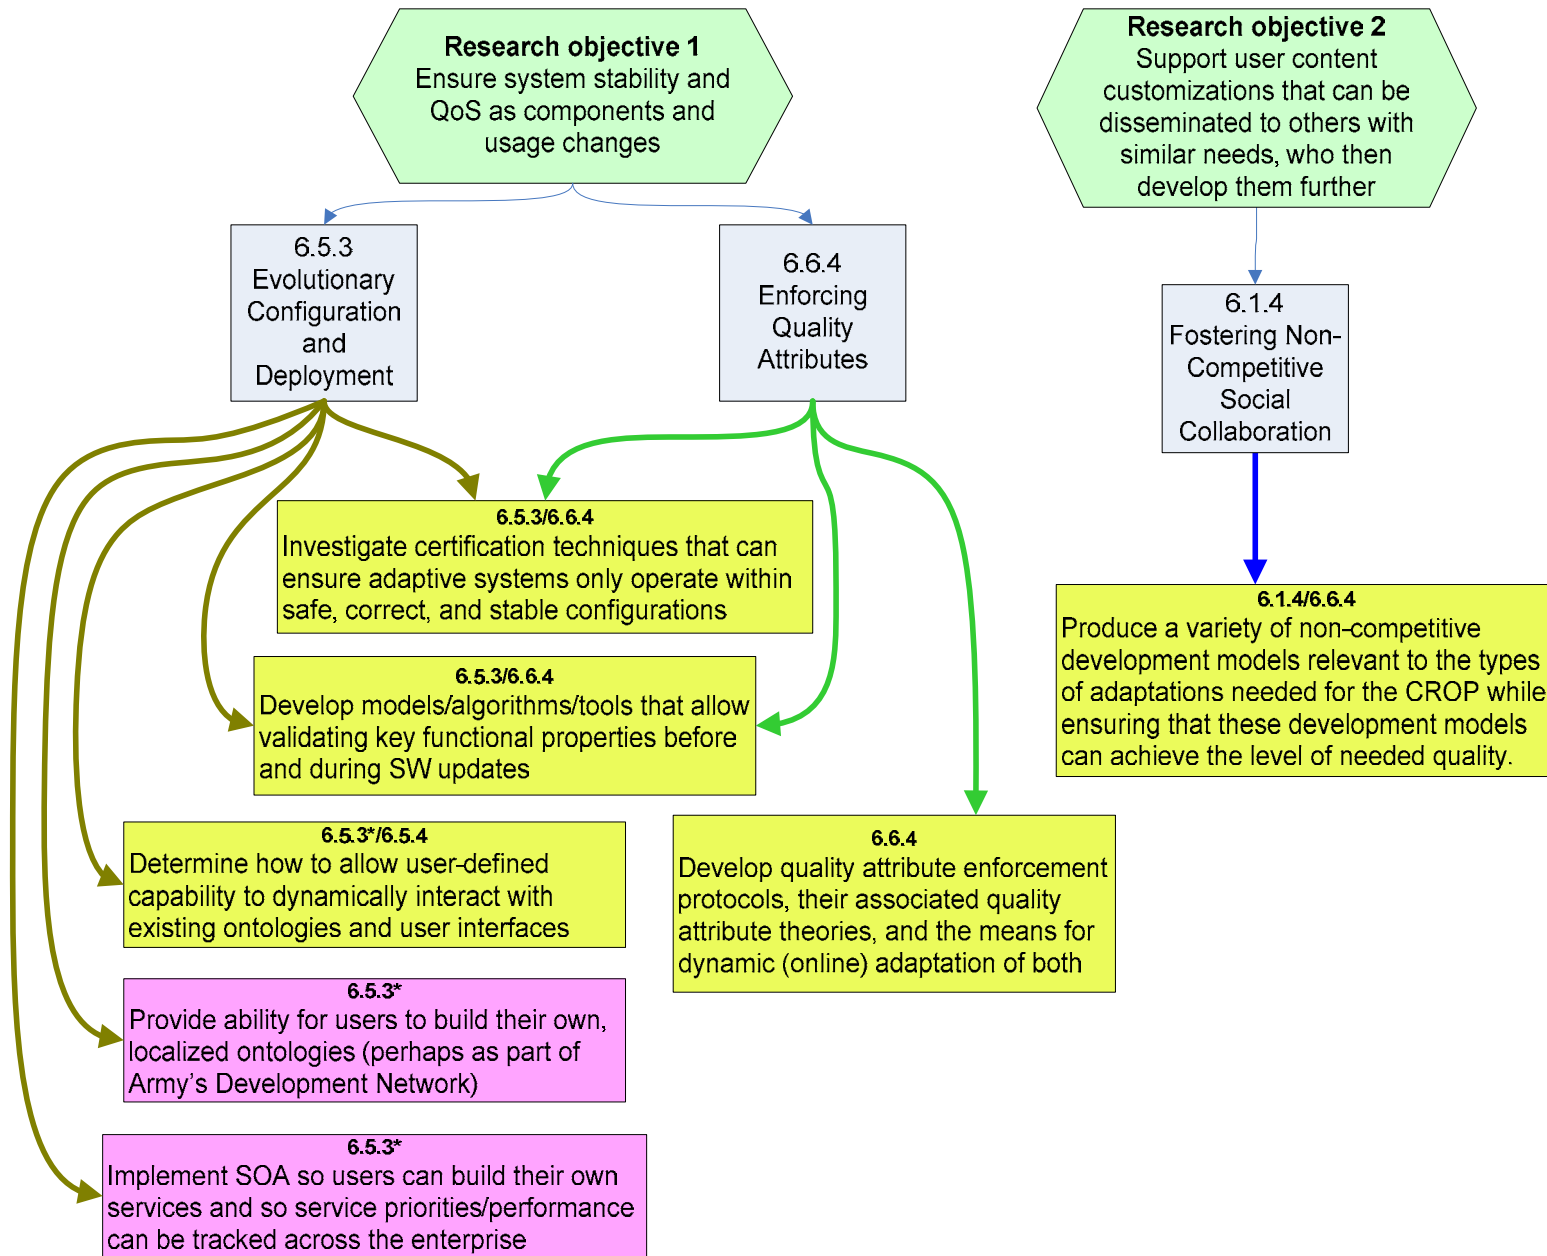 Research objective 1
Ensure system stability and
QoS as components and
usage changes
Research objective 2
Support user content
customizations that can be
disseminated to others with
similar needs, who then
develop them further
6.5.3
Evolutionary
Configuration
and
Deployment
6.6.4
Enforcing
Quality
Attributes
6.1.4
Fostering Non-
Competitive
Social
Collaboration
6.5.3/6.6.4
Investigate certification techniques that can
ensure adaptive systems only operate within
safe, correct, and stable configurations
6.5.3/6.6.4
Develop models/algorithms/tools that allow
validating key functional properties before
and during SW updates
6.1.4/6.6.4
Produce a variety of non-competitive
development models relevant to the types
of adaptations needed for the CROP while
ensuring that these development models
can achieve the level of needed quality.
6.5.3*/6.5.4
Determine how to allow user-defined
capability to dynamically interact with
existing ontologies and user interfaces
6.6.4
Develop quality attribute enforcement
protocols, their associated quality
attribute theories, and the means for
dynamic (online) adaptation of both
6.5.3*
Provide ability for users to build their own,
localized ontologies (perhaps as part of
Army's Development Network)
6.5.3*
Implement SOA so users can build their own
services and so service priorities/performance
can be tracked across the enterprise